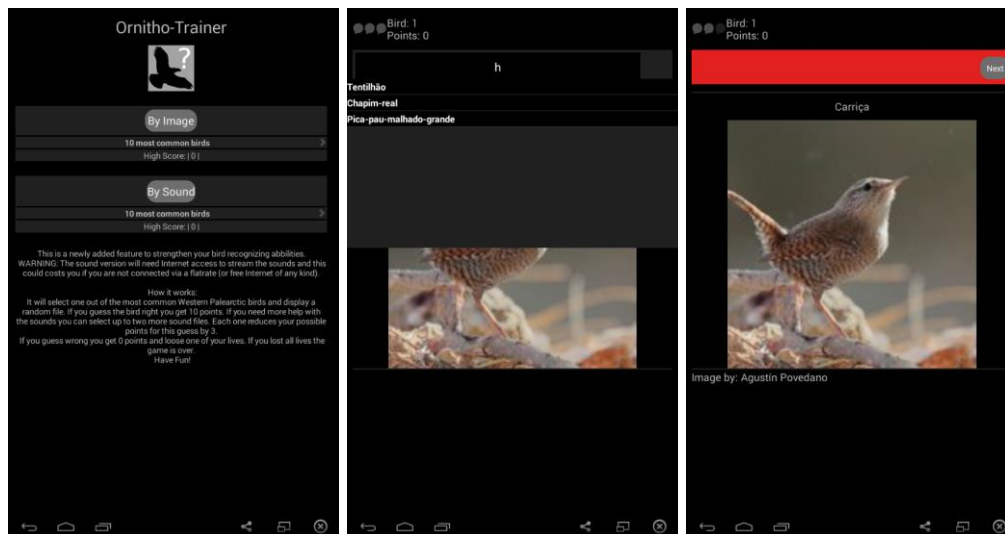 Ornitho-Trainer
?
By Image
10 most common birds
High Score: | 0 |
By Sound
10 most common birds
High Score: | 0 |
This is a newly added feature to strengthen your bird recognizing abbilities.
WARNING: The sound version will need Internet access to stream the sounds and this
could costs you if you are not connected via a flatrate (or free Internet of any kind).
How it works:
It will select one out of the most common Western Palearctic birds and display a
random file. If you guess the bird right you get 10 points. If you need more help with
the sounds you can select up to two more sound files. Each one reduces your possible
points for this guess by 3.
If you guess wrong you get 0 points and loose one of your lives. If you lost all lives the
game is over.
Have Fun!
Bird: 1
Points: 0
h
Tentilhão
Chapim-real
Pica-pau-malhado-grande
Bird: 1
Points: 0
Next
Carriça
Image by: Agustín Povedano